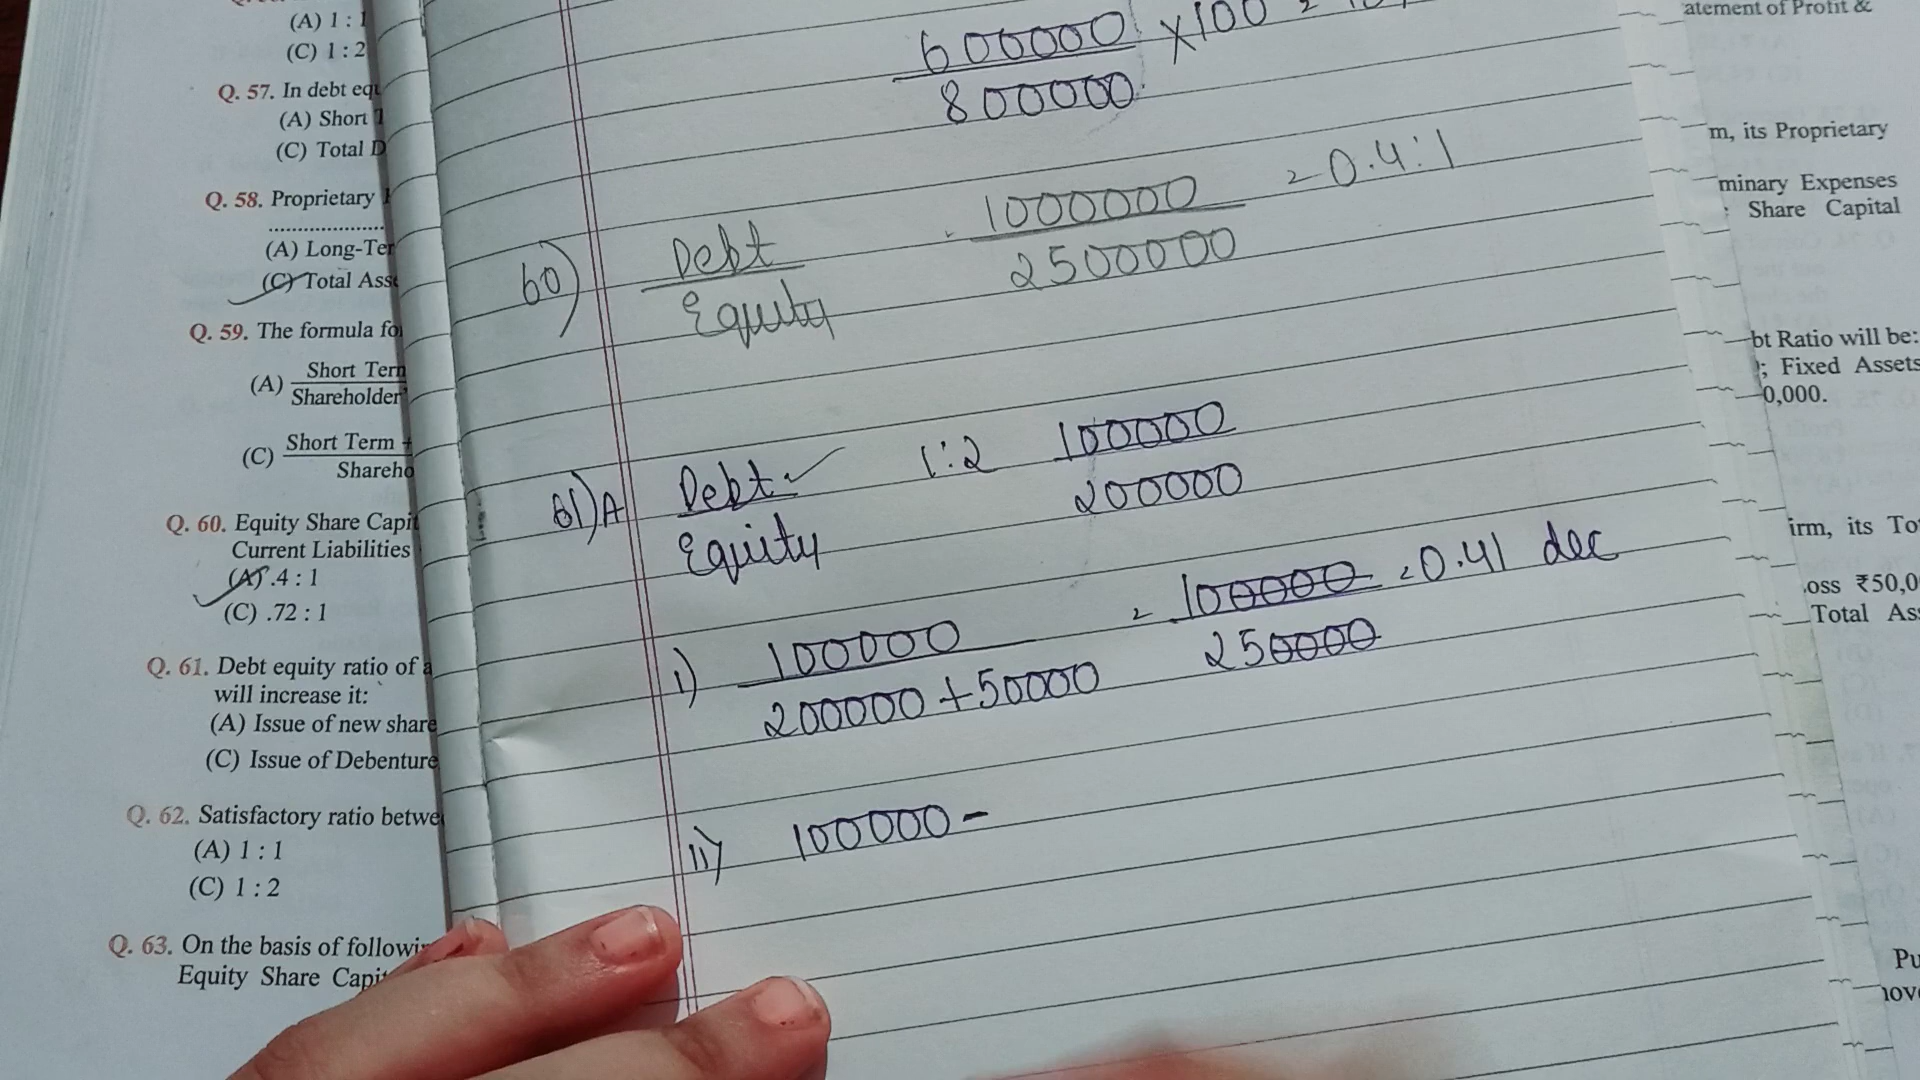 (A) 1 : 1
(C) 1 : 2
Q. 57. In debt
(A) Short
(C) Total
Q. 58. Proprietary
....................
(A) Long-Ter
(C) Total Ass
Q. 59. The formula fo
(A) Short Tern
Shareholder
(C) Short Term +
Shareho
Q. 60. Equity Share Capi
Current Liabilities
(A) .4 : 1
(C) .72 : 1
Q. 61. Debt equity ratio of a
will increase it:
(A) Issue of new share
(C) Issue of Debenture
Q. 62. Satisfactory ratio betwe
(A) 1 : 1
(C) 1 : 2
Q. 63. On the basis of followi
Equity Share Capi
600000 x100
800000
60) Debt 1000000 = 0.4:1
Equity 2500000
61) A Debt 1:2 100000
Equity 200000
i) 100000 = 100000 = 0.41 dec
200000+50000 250000
ii) 100000 -
atement of Profit &
m, its Proprietary
minary Expenses
; Share Capital
bt Ratio will be:
; Fixed Assets
0,000.
irm, its To
oss ₹50,0
Total As
Pu
nov